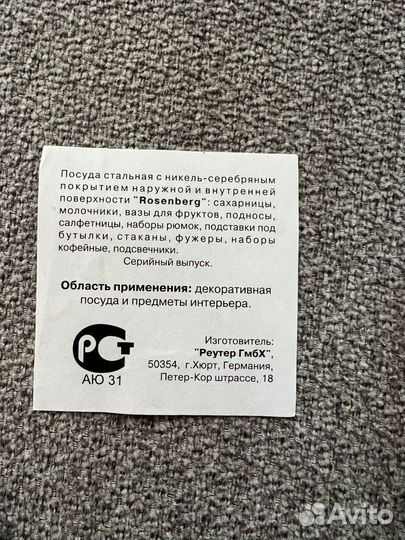 Посуда стальная с никель-серебряным
покрытием наружной и внутренней
поверхности "Rosenberg": сахарницы,
молочники, вазы для фруктов, подносы,
салфетницы, наборы рюмок, подставки под
бутылки, стаканы, фужеры, наборы
кофейные, подсвечники.
Серийный выпуск.
Область применения: декоративная
посуда и предметы интерьера.
РСТ
АЮ 31
Изготовитель:
"Реутер ГмбХ",
50354, г.Хюрт, Германия,
Петер-Кор штрассе, 18
Avito